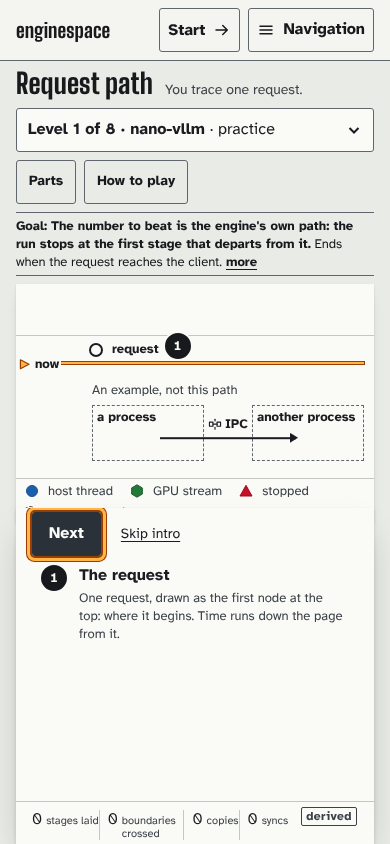 enginespace
Start →
Navigation
Request path
You trace one request.
Level 1 of 8 · nano-vllm · practice
Parts
How to play
Goal: The number to beat is the engine's own path: the
run stops at the first stage that departs from it. Ends
when the request reaches the client. more
request
1
now
An example, not this path
a process
IPC
another process
host thread
GPU stream
stopped
Next
Skip intro
1
The request
One request, drawn as the first node at the
top: where it begins. Time runs down the page
from it.
0 stages laid
0 boundaries
crossed
0 copies
0 syncs
derived